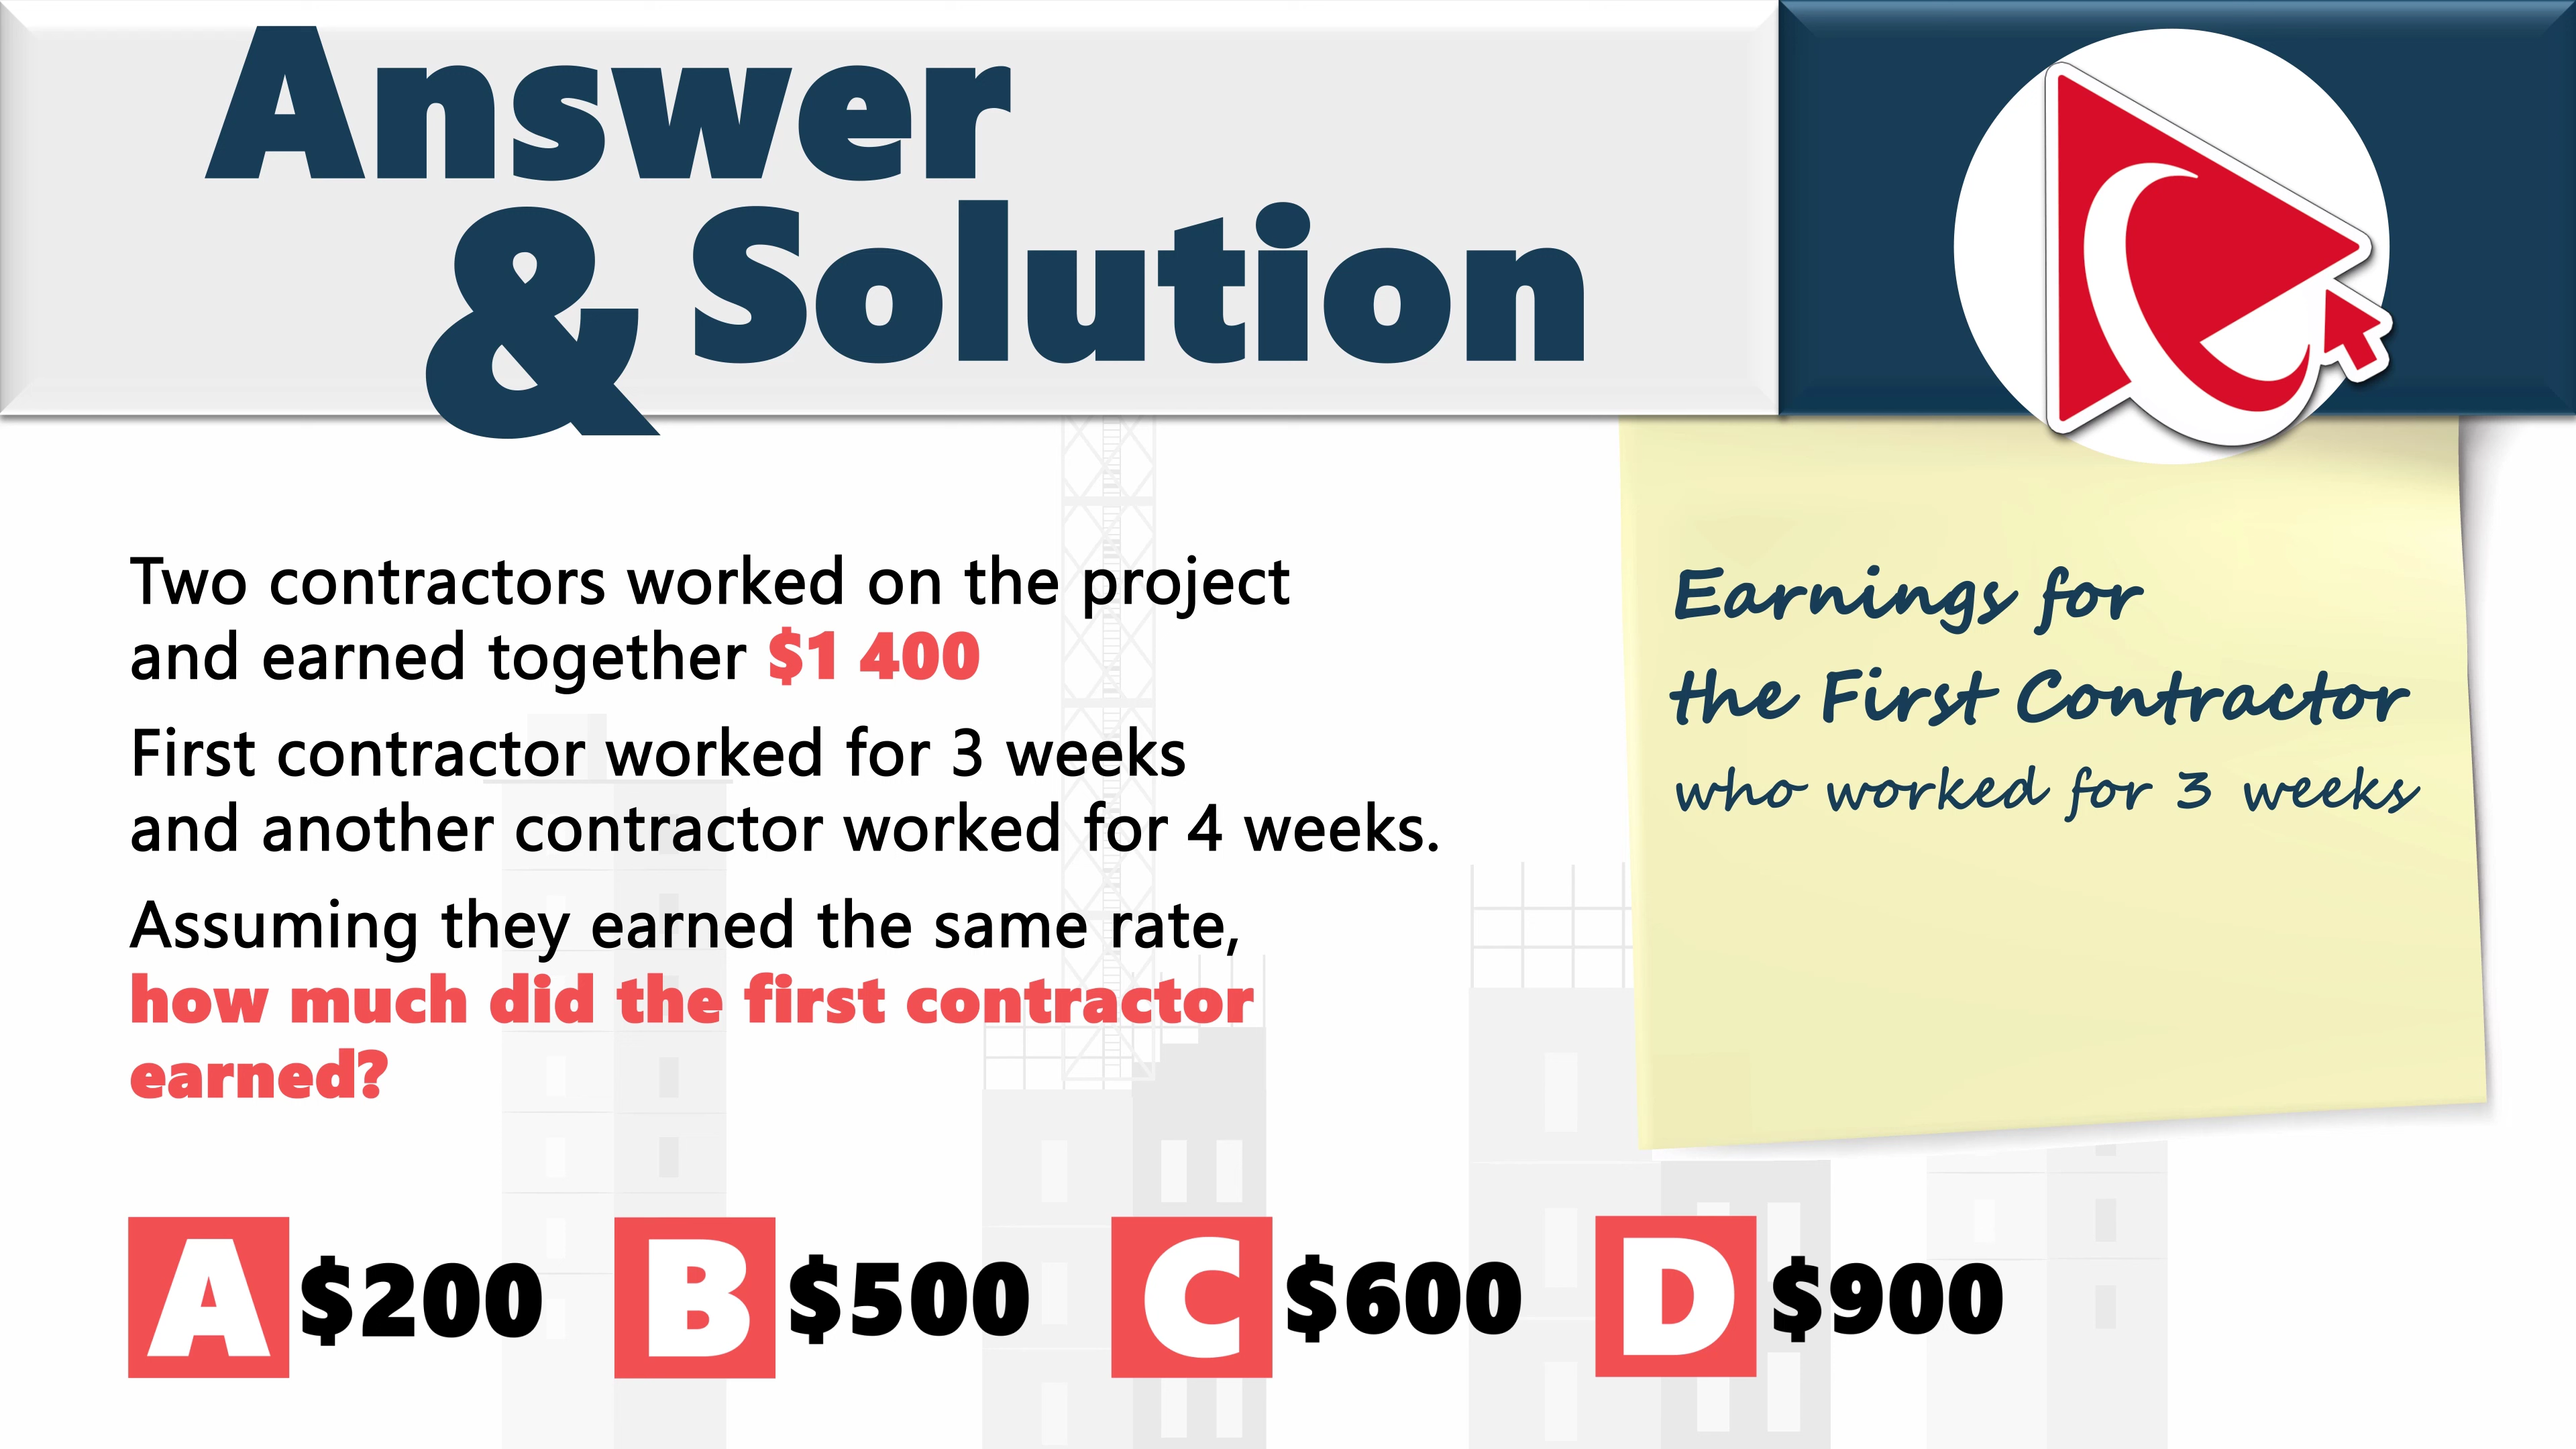 Answer
& Solution
Two contractors worked on the project
and earned together $1 400
First contractor worked for 3 weeks
and another contractor worked for 4 weeks.
Assuming they earned the same rate,
how much did the first contractor
earned?
Earnings for
the First Contractor
who worked for 3 weeks
A $200 B $500 C $600 D $900